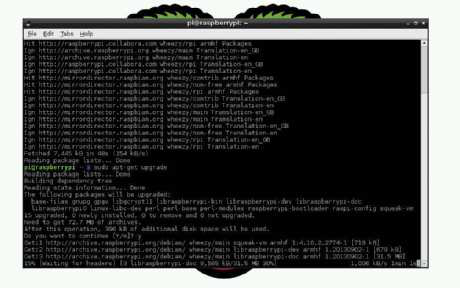 pi@raspberrypi: ~
File Edit Tabs Help
Hit http://raspberrypi.collabora.com wheezy/rpi armhf Packages
Ign http://archive.raspberrypi.org wheezy/main Translation-en_GB
Ign http://archive.raspberrypi.org wheezy/main Translation-en
Ign http://raspberrypi.collabora.com wheezy/rpi Translation-en_GB
Ign http://raspberrypi.collabora.com wheezy/rpi Translation-en
Hit http://mirrordirector.raspbian.org wheezy/contrib armhf Packages
Hit http://mirrordirector.raspbian.org wheezy/non-free armhf Packages
Hit http://mirrordirector.raspbian.org wheezy/rpi armhf Packages
Ign http://mirrordirector.raspbian.org wheezy/contrib Translation-en_GB
Ign http://mirrordirector.raspbian.org wheezy/contrib Translation-en
Ign http://mirrordirector.raspbian.org wheezy/main Translation-en_GB
Ign http://mirrordirector.raspbian.org wheezy/main Translation-en
Ign http://mirrordirector.raspbian.org wheezy/non-free Translation-en_GB
Ign http://mirrordirector.raspbian.org wheezy/non-free Translation-en
Ign http://mirrordirector.raspbian.org wheezy/rpi Translation-en_GB
Ign http://mirrordirector.raspbian.org wheezy/rpi Translation-en
Fetched 7,445 kB in 48s (154 kB/s)
Reading package lists... Done
pi@raspberrypi ~ $ sudo apt-get upgrade
Reading package lists... Done
Building dependency tree
Reading state information... Done
The following packages will be upgraded:
base-files gnupg gpgv libgcrypt11 libraspberrypi-bin libraspberrypi-dev libraspberrypi-doc
libraspberrypi0 linux-libc-dev perl perl-base perl-modules raspberrypi-bootloader raspi-config squeak-vm
15 upgraded, 0 newly installed, 0 to remove and 0 not upgraded.
Need to get 72.7 MB of archives.
After this operation, kB of additional disk space will be used.
Do you want to continue [Y/n]? y
Get:1 http://archive.raspberrypi.org/debian/ wheezy/main squeak-vm armhf [710 kB]
Get:2 http://archive.raspberrypi.org/debian/ wheezy/main libraspberrypi-dev armhf 1.20130902-1 [679 kB]
Get:3 http://archive.raspberrypi.org/debian/ wheezy/main libraspberrypi-doc armhf 1.20130902-1 [31.5 MB]
15% [Waiting for headers] [3 libraspberrypi-doc kB/31.5 MB 30%] kB/s 1min